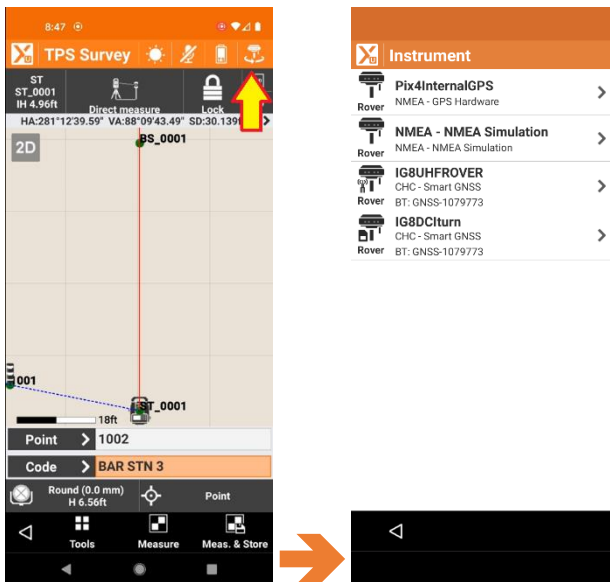 8:47
TPS Survey
ST
ST_0001
IH 4.96ft
Direct measure
Lock
HA:281°12'39.59" VA:88°09'43.49" SD:30.139
2D
BS_0001
001
ST_0001
18ft
Point
1002
Code
BAR STN 3
Round (0.0 mm)
H 6.56ft
Point
Tools
Measure
Meas. & Store
Instrument
Pix4InternalGPS
NMEA - GPS Hardware
Rover
NMEA - NMEA Simulation
NMEA - NMEA Simulation
Rover
IG8UHFROVER
CHC - Smart GNSS
Rover
BT: GNSS-1079773
IG8DCIturn
CHC - Smart GNSS
Rover
BT: GNSS-1079773